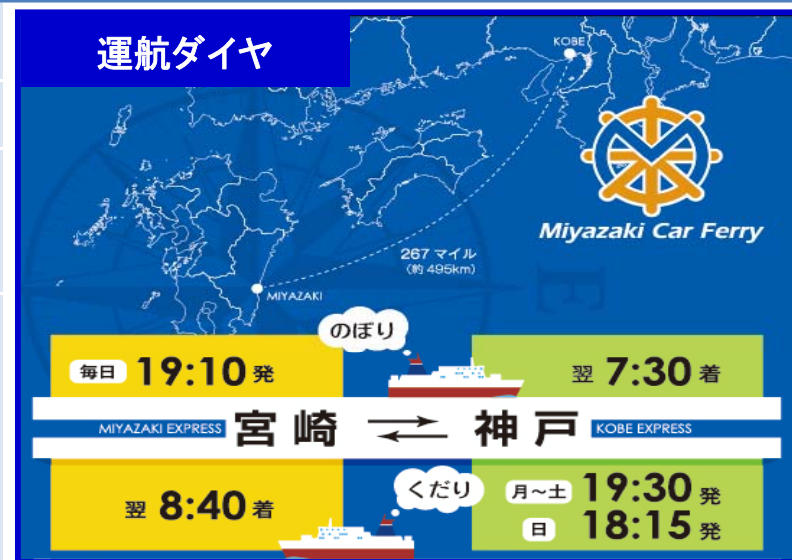 運航ダイヤ
KOBE
Miyazaki Car Ferry
267 マイル
(約 495km)
E
MIYAZAKI
のぼり
毎日 19:10 発
翌 7:30 着
MIYAZAKI EXPRESS 宮崎 神戸 KOBE EXPRESS
くだり
翌 8:40 着
月~土 19:30 発
日 18:15 発